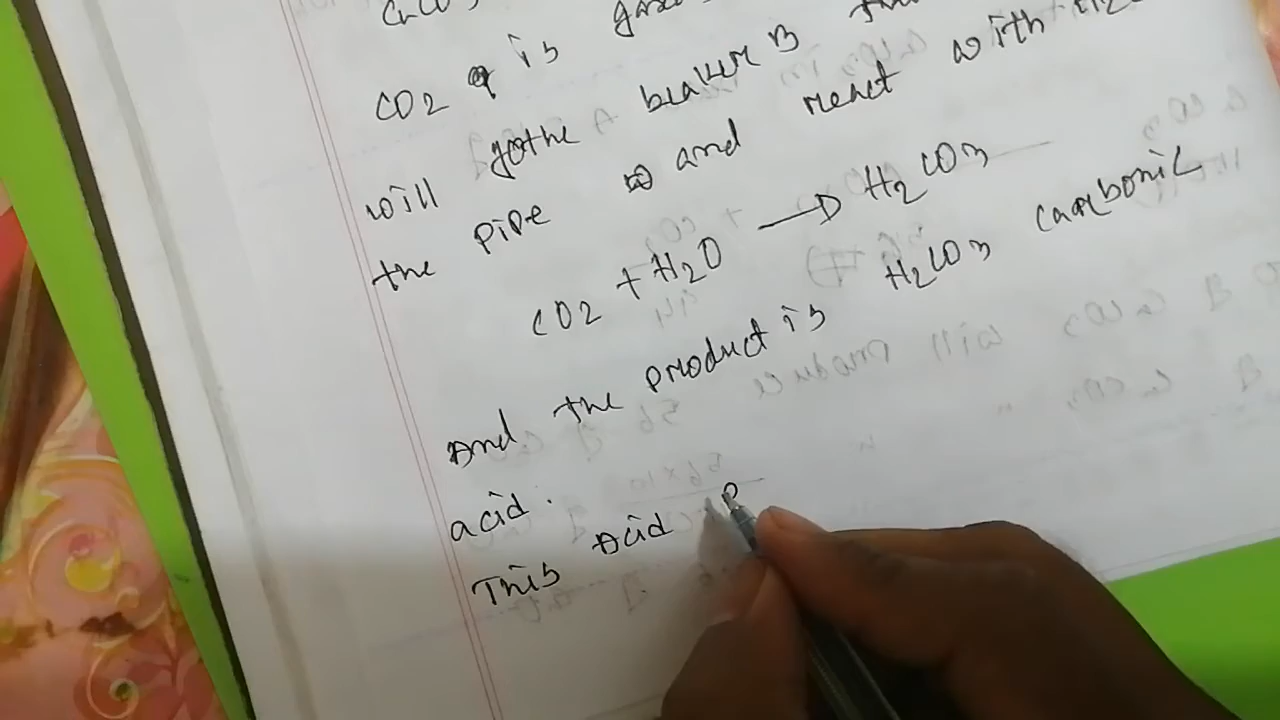 CO2 is
will go the beaker B
the pipe and react with
CO2 + H2O → H2CO3
And the product is H2CO3 carbonic
acid.
This Acid